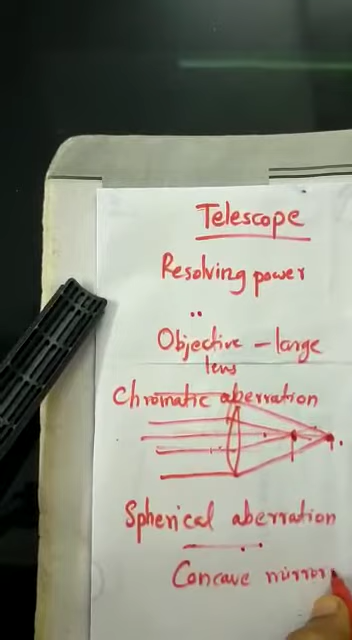 Telescope
Resolving power
Objective - large
lens
Chromatic aberration
Spherical aberration
Concave mirror